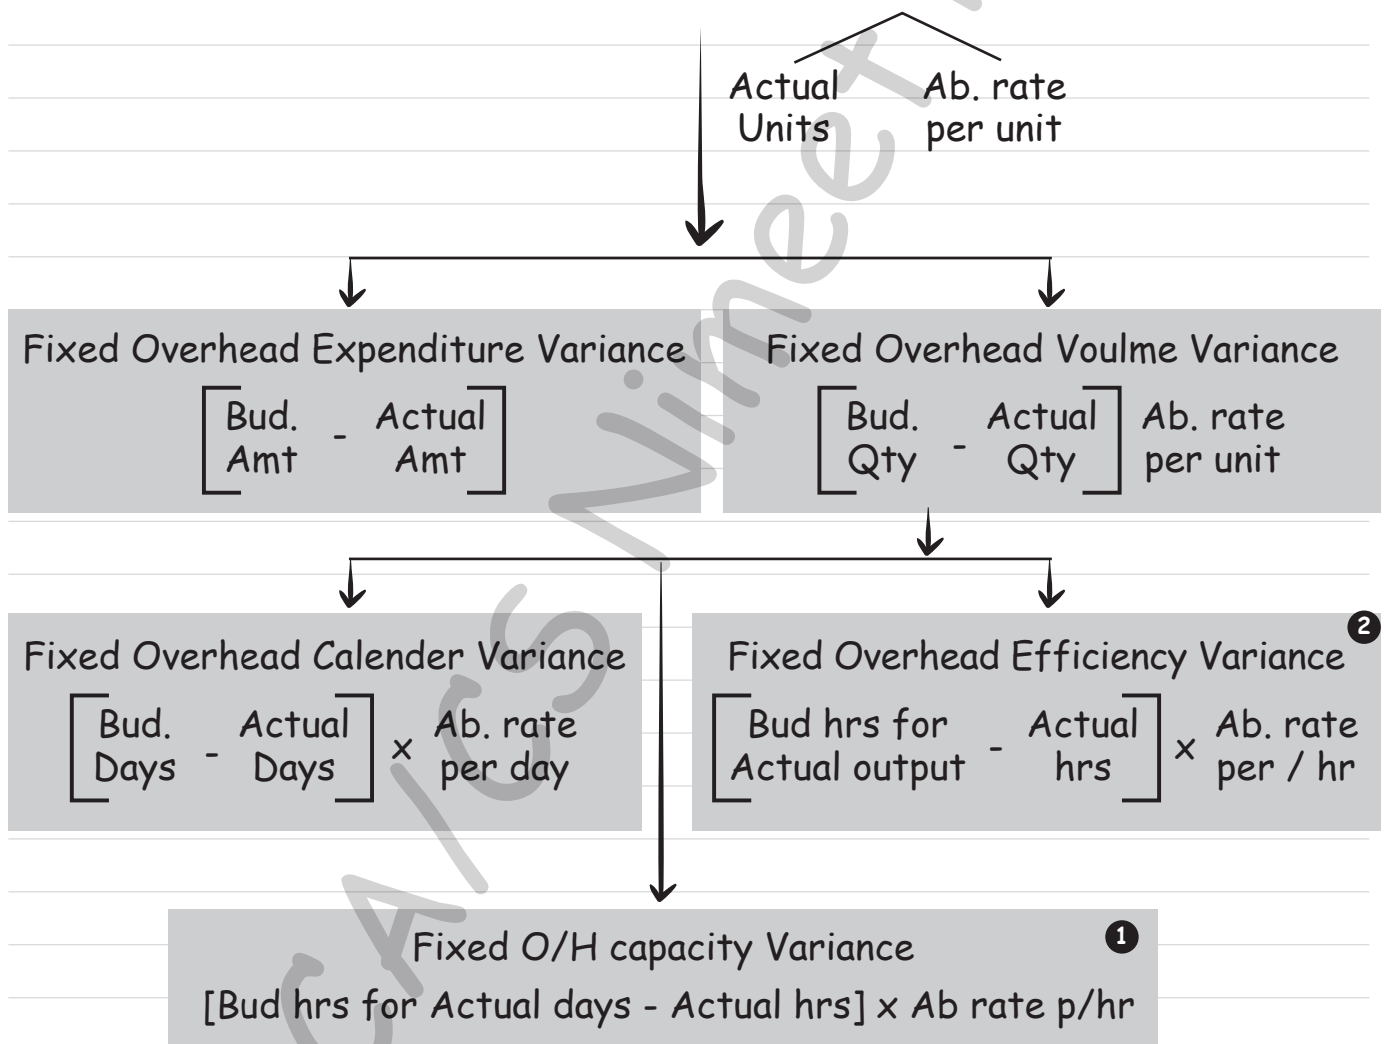 Actual Ab. rate
Units per unit
Fixed Overhead Expenditure Variance
Bud. - Actual
Amt Amt
Fixed Overhead Voulme Variance
Bud. - Actual Ab. rate
Qty Qty per unit
Fixed Overhead Calender Variance
Bud. - Actual x Ab. rate
Days Days per day
2
Fixed Overhead Efficiency Variance
Bud hrs for - Actual x Ab. rate
Actual output hrs per / hr
1
Fixed O/H capacity Variance
[Bud hrs for Actual days - Actual hrs] x Ab rate p/hr
CA/CS Nimeet